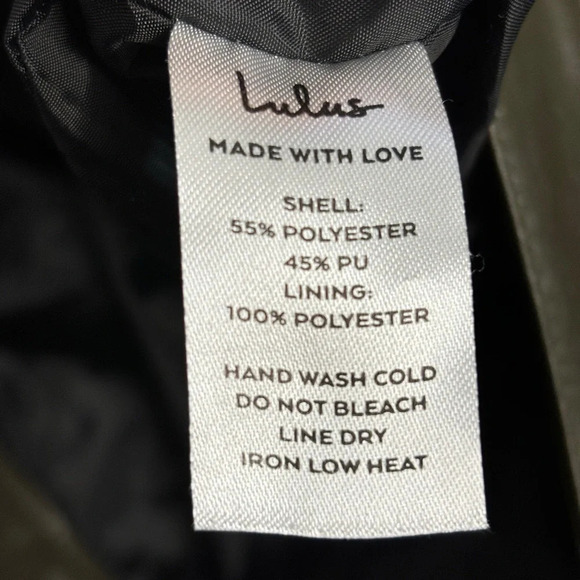 Lulus
MADE WITH LOVE
SHELL:
55% POLYESTER
45% PU
LINING:
100% POLYESTER
HAND WASH COLD
DO NOT BLEACH
LINE DRY
IRON LOW HEAT